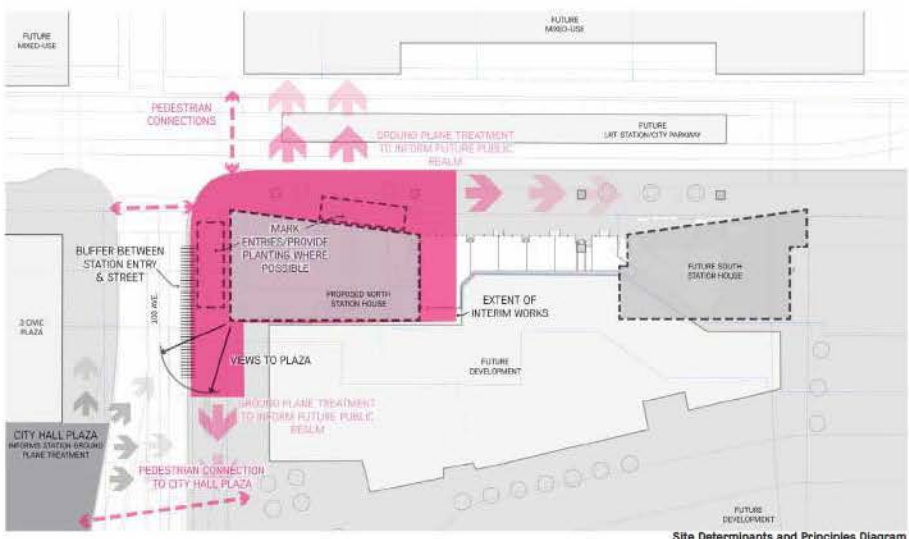 FUTURE
MIXED-USE
FUTURE
MIXED-USE
PEDESTRIAN
CONNECTIONS
FUTURE
LRT STATION/CITY PARKWAY
GROUND PLANE TREATMENT
TO INFORM FUTURE PUBLIC
REALM
BUFFER BETWEEN
STATION ENTRY
& STREET
MARK
ENTRIES/PROVIDE
PLANTING WHERE
POSSIBLE
PROPOSED NORTH
STATION HOUSE
FUTURE SOUTH
STATION HOUSE
EXTENT OF
INTERIM WORKS
100 AVE
3 CIVIC
PLAZA
VIEWS TO PLAZA
FUTURE
DEVELOPMENT
GROUND PLANE TREATMENT
TO INFORM FUTURE PUBLIC
REALM
CITY HALL PLAZA
INFORMS STATION GROUND
PLANE TREATMENT
PEDESTRIAN CONNECTION
TO CITY HALL PLAZA
FUTURE
DEVELOPMENT
Site Determinants and Principles Diagram